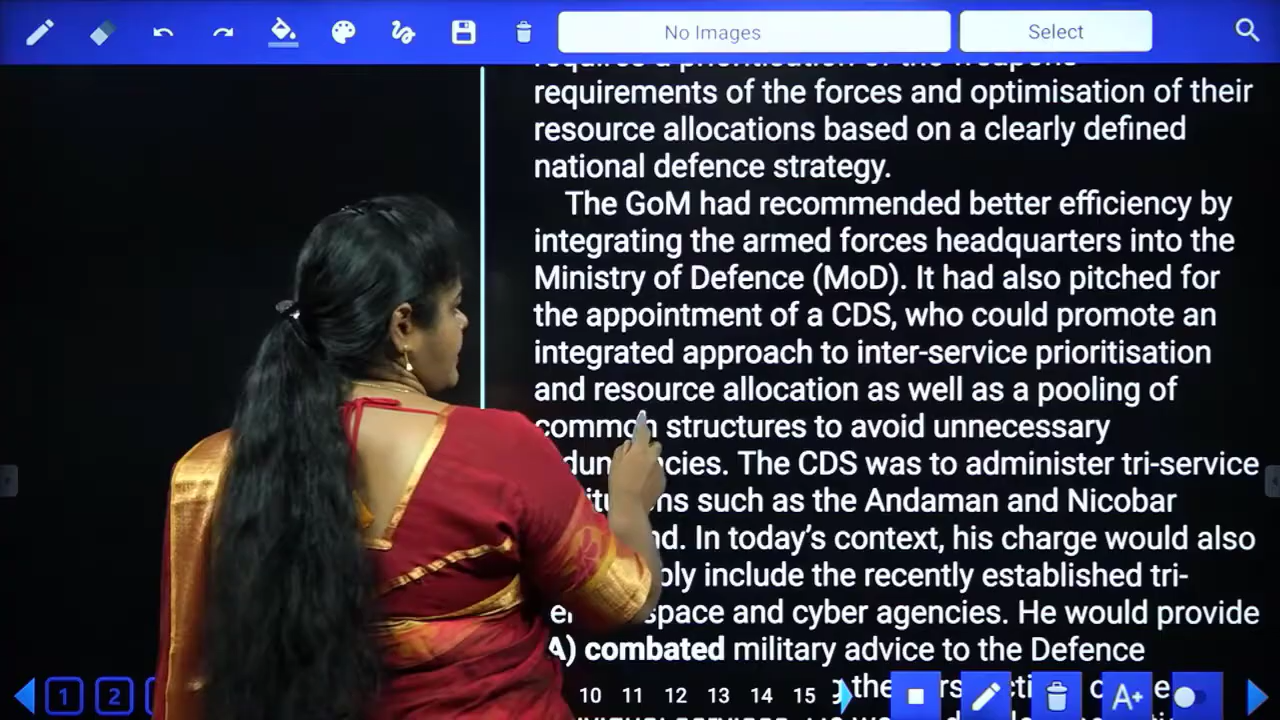 No Images
Select
requirements of the forces and optimisation of their
resource allocations based on a clearly defined
national defence strategy.
The GoM had recommended better efficiency by
integrating the armed forces headquarters into the
Ministry of Defence (MoD). It had also pitched for
the appointment of a CDS, who could promote an
integrated approach to inter-service prioritisation
and resource allocation as well as a pooling of
common structures to avoid unnecessary
The CDS was to administer tri-service
such as the Andaman and Nicobar
In today's context, his charge would also
include the recently established tri-
space and cyber agencies. He would provide
A) combated military advice to the Defence
1 2 10 11 12 13 14 15 the A+